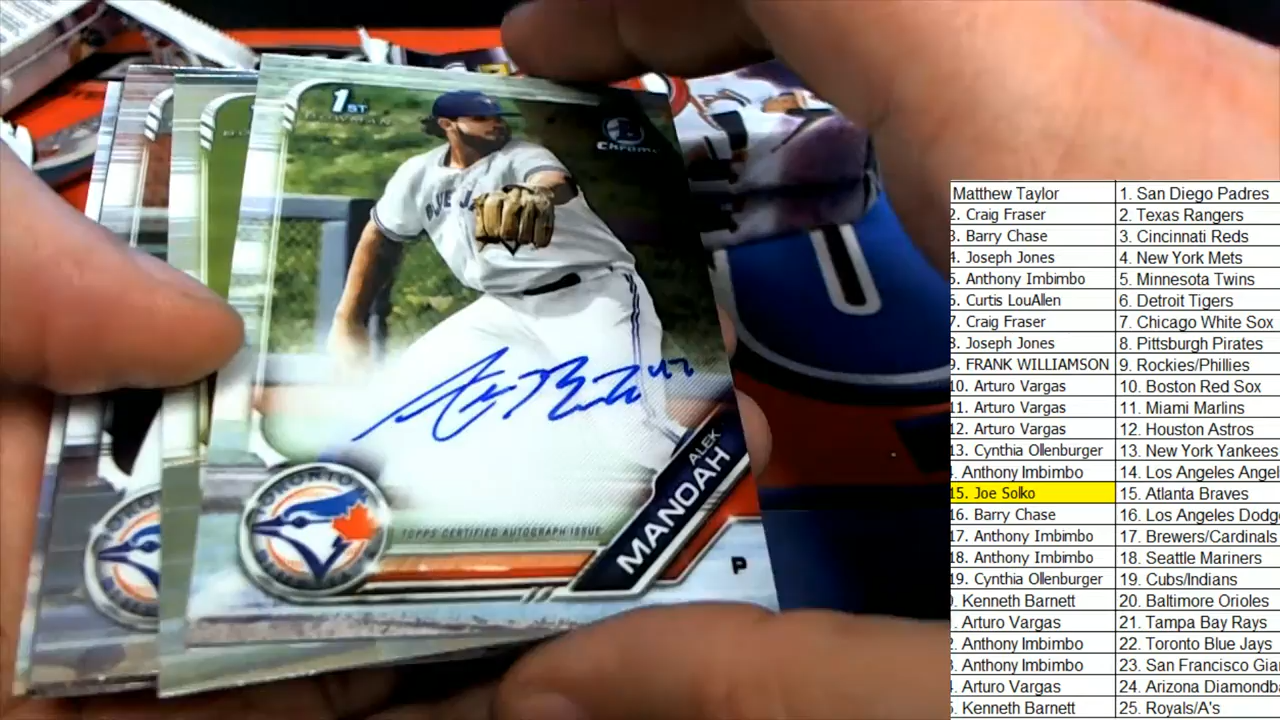 1ST
BOWMAN
Chrome
BLUE JA
47
ALEK
MANOAH
TOPPS CERTIFIED AUTOGRAPH ISSUE
P
TORONTO
Matthew Taylor 1. San Diego Padres
2. Craig Fraser 2. Texas Rangers
3. Barry Chase 3. Cincinnati Reds
4. Joseph Jones 4. New York Mets
5. Anthony Imbimbo 5. Minnesota Twins
6. Curtis LouAllen 6. Detroit Tigers
7. Craig Fraser 7. Chicago White Sox
8. Joseph Jones 8. Pittsburgh Pirates
9. FRANK WILLIAMSON 9. Rockies/Phillies
10. Arturo Vargas 10. Boston Red Sox
11. Arturo Vargas 11. Miami Marlins
12. Arturo Vargas 12. Houston Astros
13. Cynthia Ollenburger 13. New York Yankees
. Anthony Imbimbo 14. Los Angeles Angel
15. Joe Solko 15. Atlanta Braves
16. Barry Chase 16. Los Angeles Dodg
17. Anthony Imbimbo 17. Brewers/Cardinals
18. Anthony Imbimbo 18. Seattle Mariners
19. Cynthia Ollenburger 19. Cubs/Indians
. Kenneth Barnett 20. Baltimore Orioles
. Arturo Vargas 21. Tampa Bay Rays
. Anthony Imbimbo 22. Toronto Blue Jays
. Anthony Imbimbo 23. San Francisco Gian
. Arturo Vargas 24. Arizona Diamondba
. Kenneth Barnett 25. Royals/A's